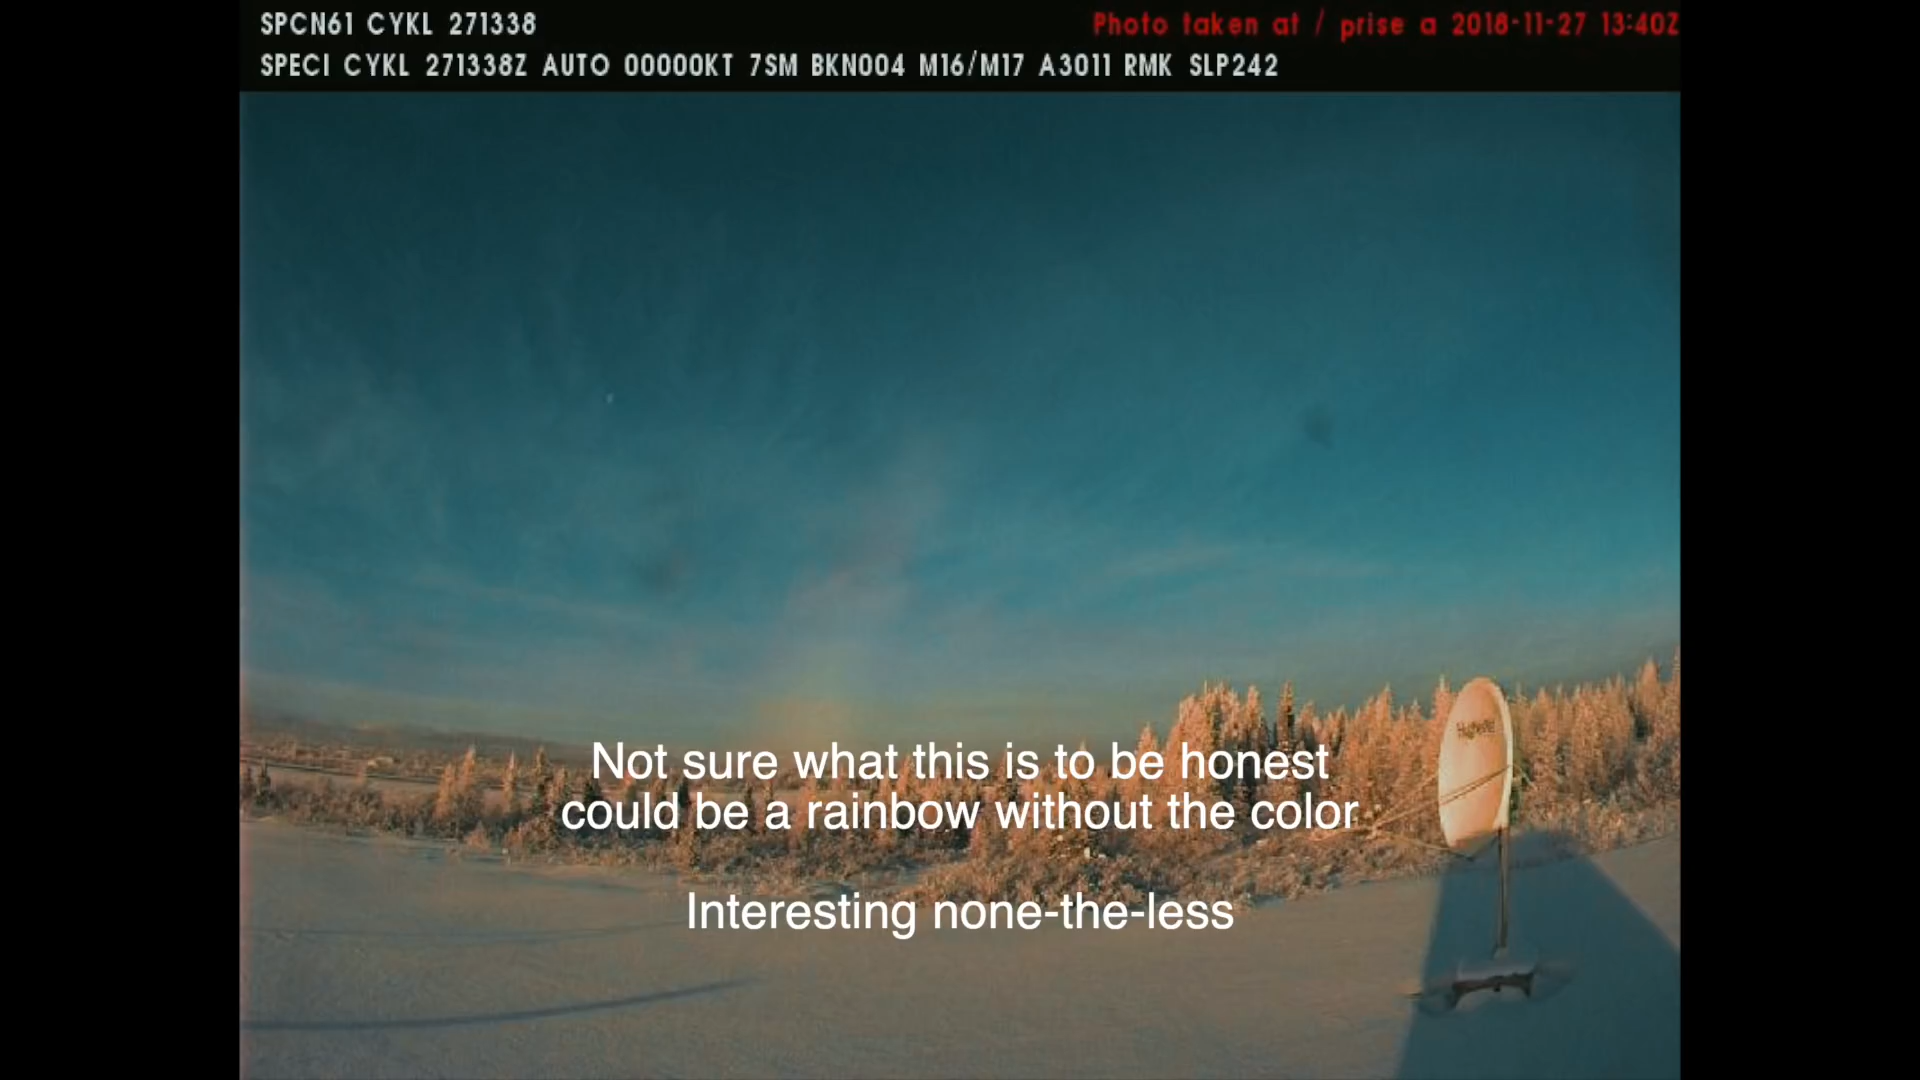 SPCN61 CYKL 271338
Photo taken at / prise a 2018-11-27 13:40Z
SPECI CYKL 271338Z AUTO 00000KT 7SM BKN004 M16/M17 A3011 RMK SLP242
Not sure what this is to be honest
could be a rainbow without the color
Interesting none-the-less